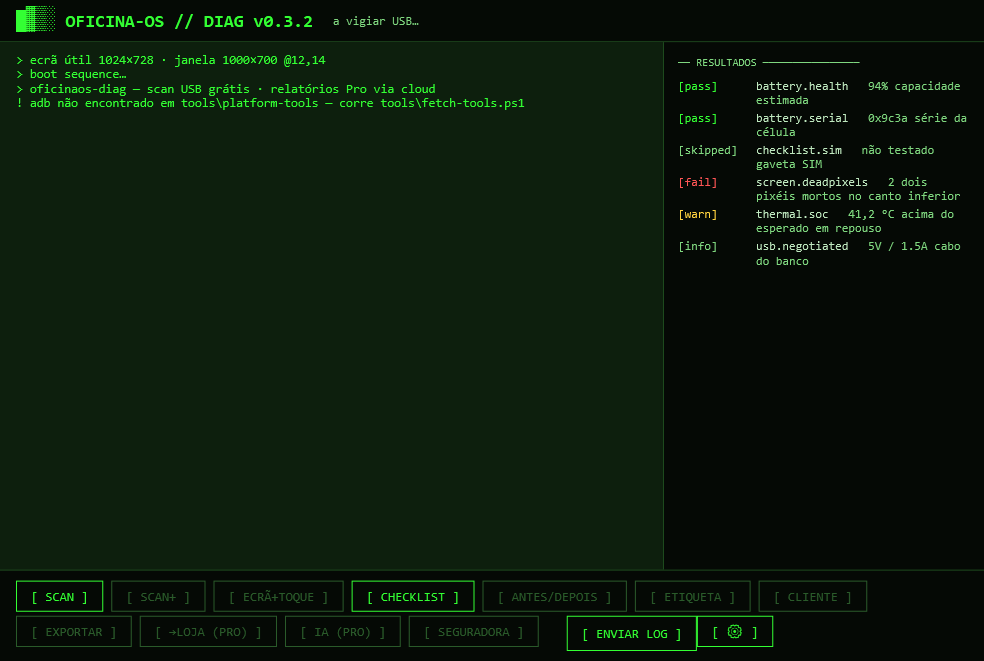 OFICINA-OS // DIAG v0.3.2 a vigiar USB…
> ecrã útil 1024×728 · janela 1000×700 @12,14
> boot sequence…
> oficinaos-diag — scan USB grátis · relatórios Pro via cloud
! adb não encontrado em tools\platform-tools — corre tools\fetch-tools.ps1
── RESULTADOS ──────────────
[pass] battery.health 94% capacidade
estimada
[pass] battery.serial 0x9c3a série da
célula
[skipped] checklist.sim não testado
gaveta SIM
[fail] screen.deadpixels 2 dois
pixéis mortos no canto inferior
[warn] thermal.soc 41,2 ºC acima do
esperado em repouso
[info] usb.negotiated 5V / 1.5A cabo
do banco
[ SCAN ] [ SCAN+ ] [ ECRÃ+TOQUE ] [ CHECKLIST ] [ ANTES/DEPOIS ] [ ETIQUETA ] [ CLIENTE ]
[ EXPORTAR ] [ →LOJA (PRO) ] [ IA (PRO) ] [ SEGURADORA ] [ ENVIAR LOG ] [ ⚙ ]